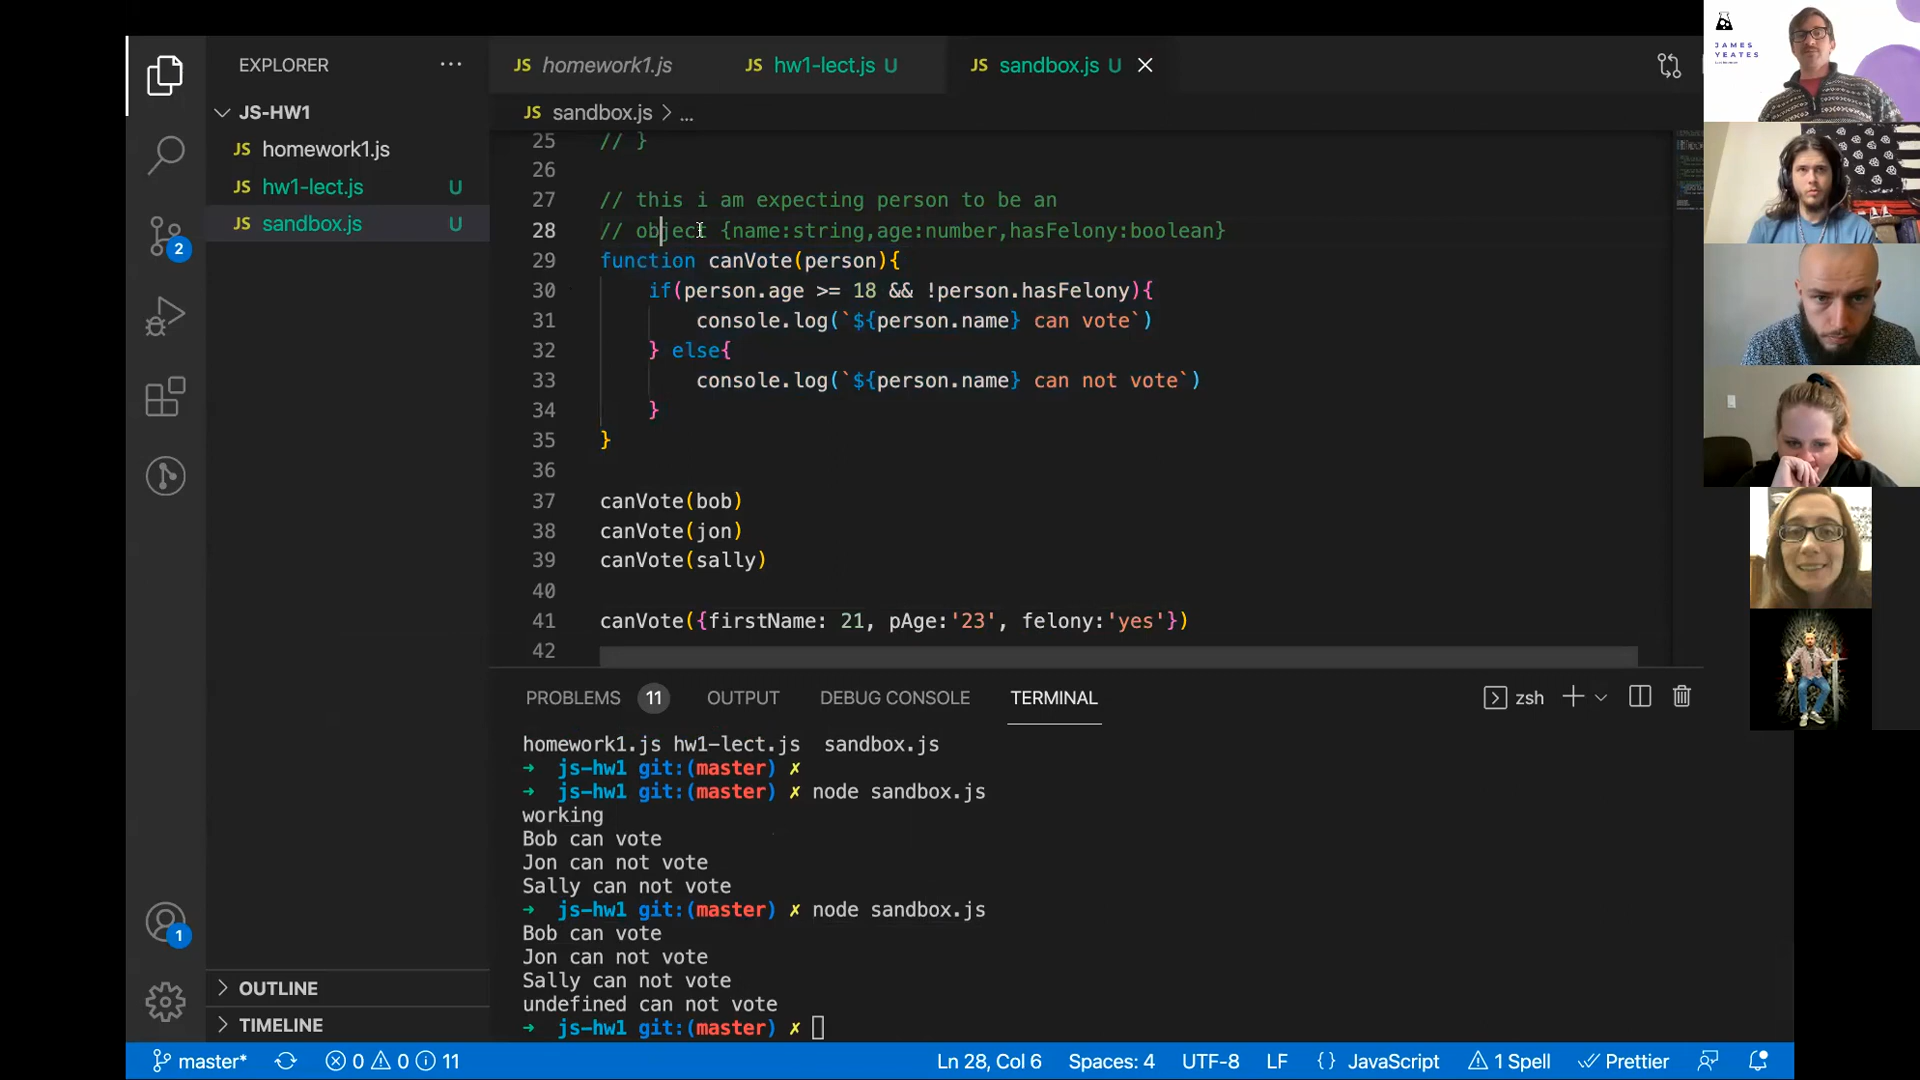 EXPLORER
JS-HW1
JS homework1.js
JS hw1-lect.js U
JS sandbox.js U
2
1
OUTLINE
TIMELINE
JS homework1.js
JS hw1-lect.js U
JS sandbox.js U
JS sandbox.js > ...
25 // }
26
27 // this i am expecting person to be an
28 // object {name:string,age:number,hasFelony:boolean}
29 function canVote(person){
30 if(person.age >= 18 && !person.hasFelony){
31 console.log(`${person.name} can vote`)
32 } else{
33 console.log(`${person.name} can not vote`)
34 }
35 }
36
37 canVote(bob)
38 canVote(jon)
39 canVote(sally)
40
41 canVote({firstName: 21, pAge:'23', felony:'yes'})
42
PROBLEMS 11 OUTPUT DEBUG CONSOLE TERMINAL zsh
homework1.js hw1-lect.js sandbox.js
→ js-hw1 git:(master) ✗
→ js-hw1 git:(master) ✗ node sandbox.js
working
Bob can vote
Jon can not vote
Sally can not vote
→ js-hw1 git:(master) ✗ node sandbox.js
Bob can vote
Jon can not vote
Sally can not vote
undefined can not vote
→ js-hw1 git:(master) ✗
master* 0 0 11 Ln 28, Col 6 Spaces: 4 UTF-8 LF {} JavaScript 1 Spell Prettier
JAMES
YEATES